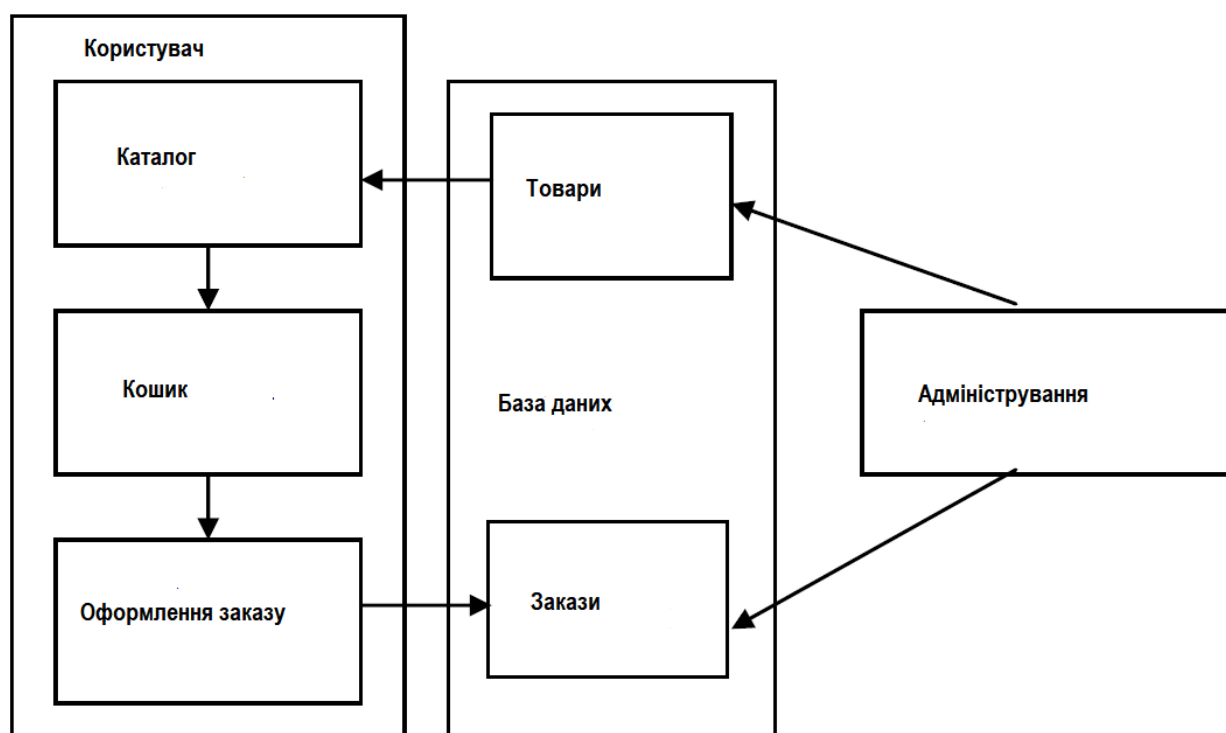 Користувач
Каталог
Товари
Кошик
База даних
Адміністрування
Оформлення заказу
Закази